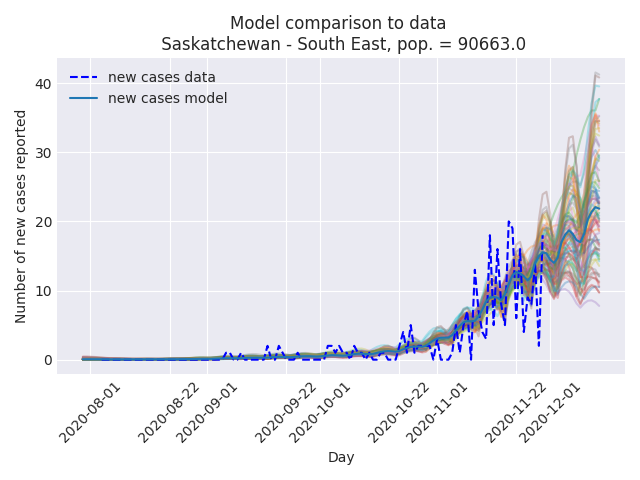 Model comparison to data
Saskatchewan - South East, pop. = 90663.0
new cases data
new cases model
Number of new cases reported
40
30
20
10
0
2020-08-01
2020-08-22
2020-09-01
2020-09-22
2020-10-01
2020-10-22
2020-11-01
2020-11-22
2020-12-01
Day